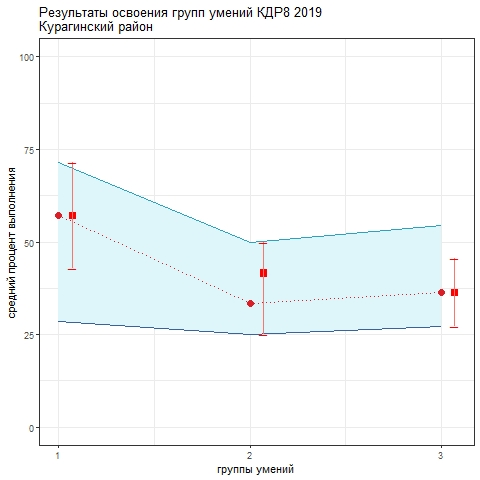 Результаты освоения групп умений КДР8 2019
Курагинский район
средний процент выполнения
100
75
50
25
0
1 2 3
группы умений